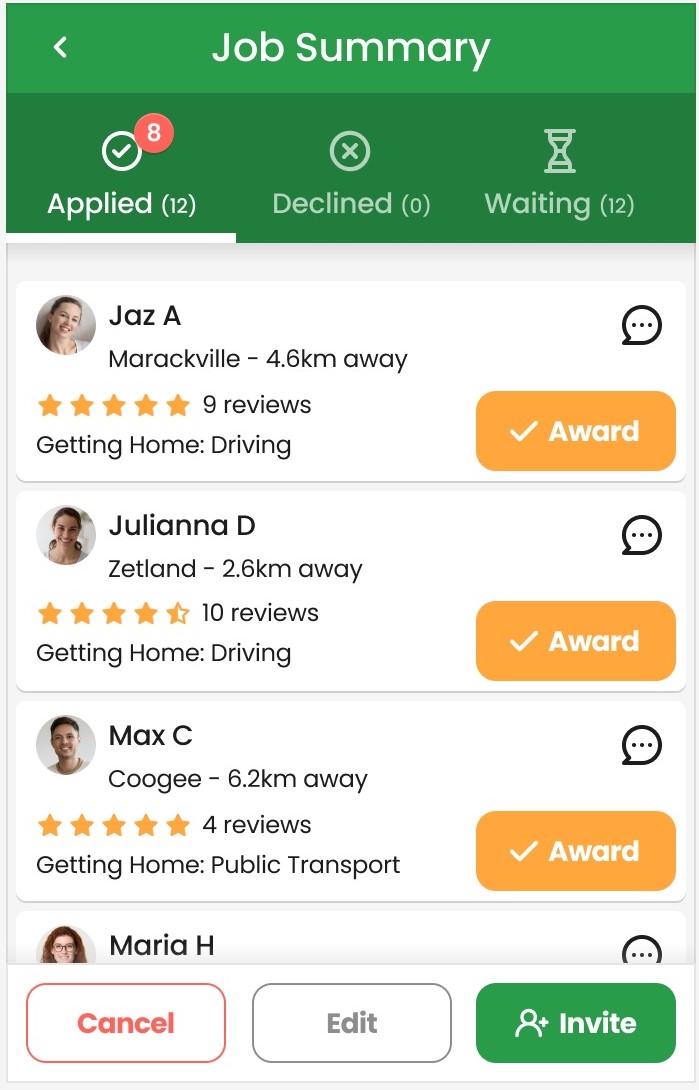 Job Summary
8
Applied (12)
Declined (0)
Waiting (12)
Jaz A
Marackville - 4.6km away
9 reviews
Getting Home: Driving
Award
Julianna D
Zetland - 2.6km away
10 reviews
Getting Home: Driving
Award
Max C
Coogee - 6.2km away
4 reviews
Getting Home: Public Transport
Award
Maria H
Cancel
Edit
Invite